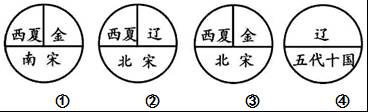 西夏 金
南宋
①
西夏 辽
北宋
②
西夏 金
北宋
③
辽
五代十国
④